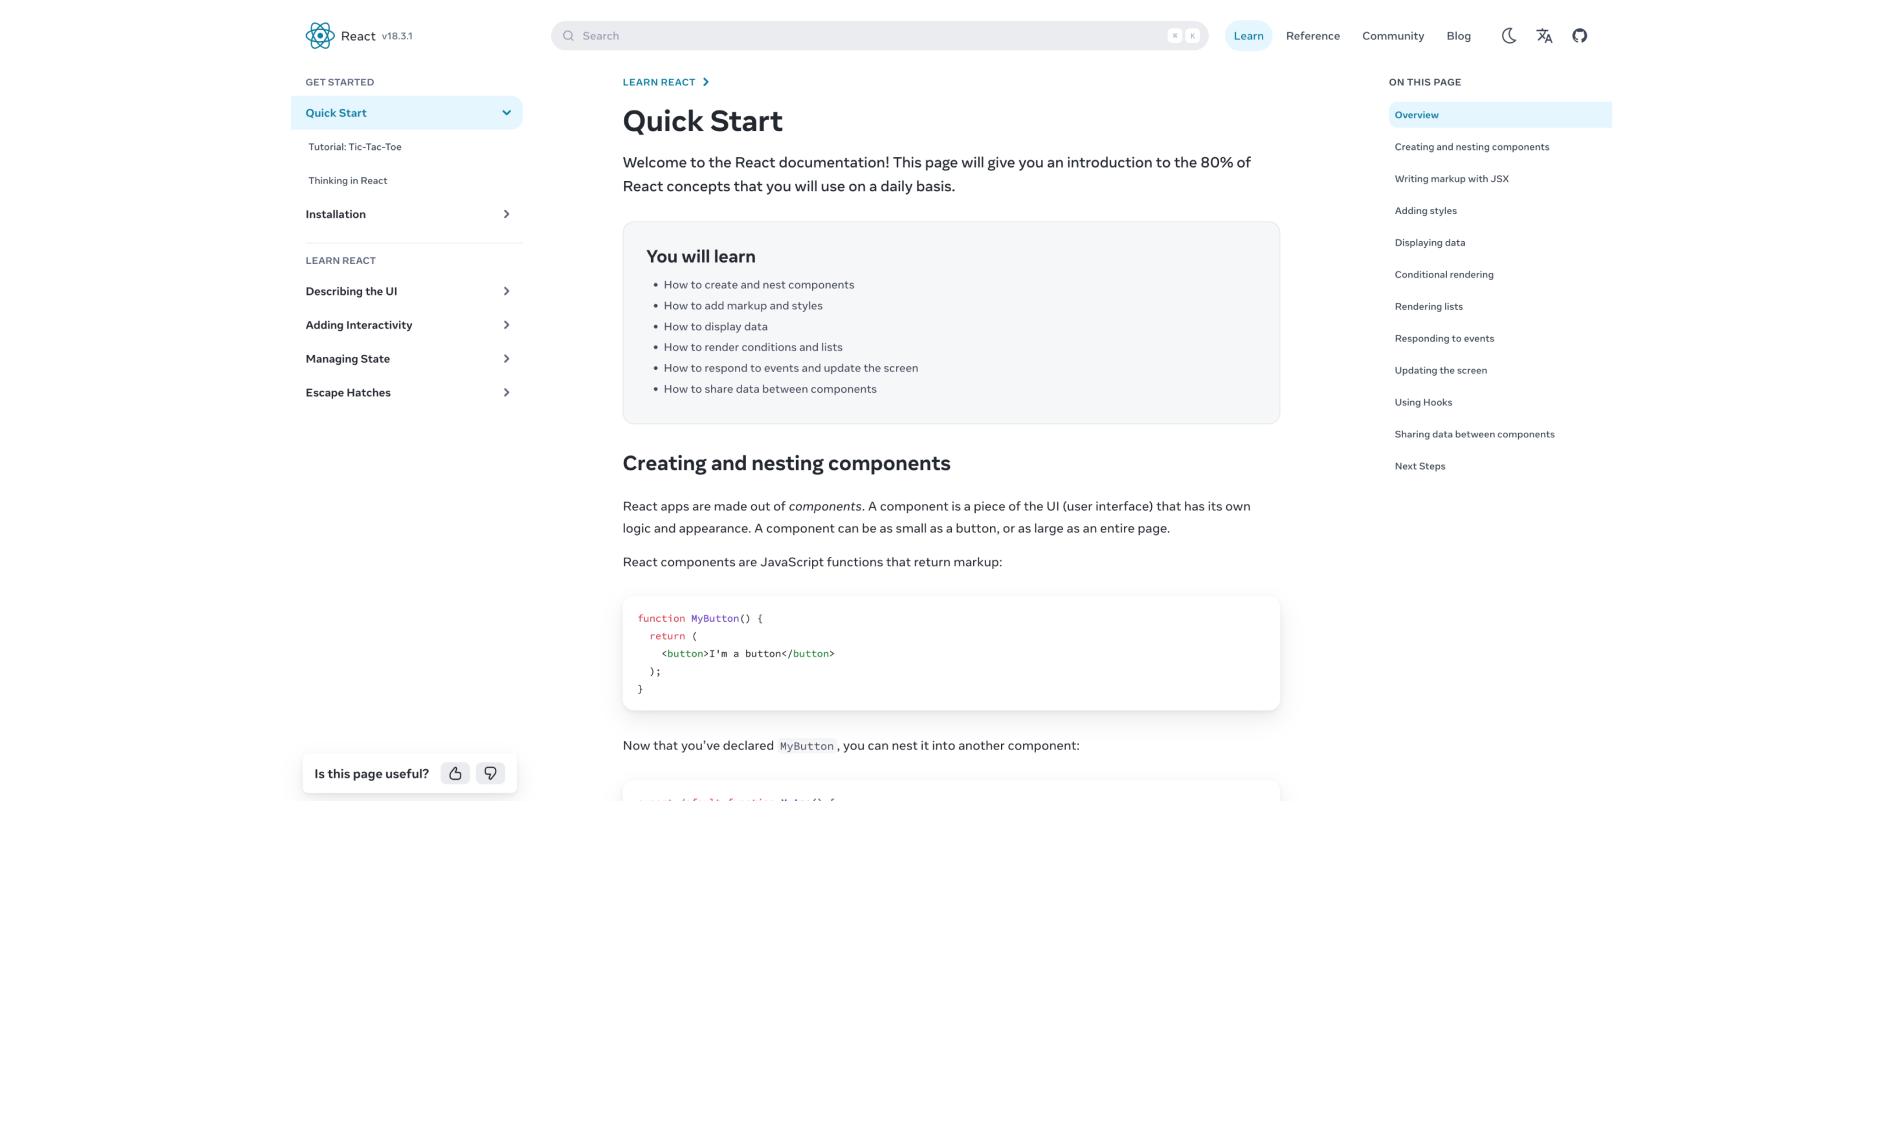 React v18.3.1
Search
⌘ K
Learn
Reference
Community
Blog
GET STARTED
Quick Start
Tutorial: Tic-Tac-Toe
Thinking in React
Installation
LEARN REACT
Describing the UI
Adding Interactivity
Managing State
Escape Hatches
Is this page useful?
LEARN REACT
Quick Start
Welcome to the React documentation! This page will give you an introduction to the 80% of
React concepts that you will use on a daily basis.
You will learn
• How to create and nest components
• How to add markup and styles
• How to display data
• How to render conditions and lists
• How to respond to events and update the screen
• How to share data between components
Creating and nesting components
React apps are made out of components. A component is a piece of the UI (user interface) that has its own
logic and appearance. A component can be as small as a button, or as large as an entire page.
React components are JavaScript functions that return markup:
function MyButton() {
  return (
    <button>I'm a button</button>
  );
}
Now that you've declared MyButton, you can nest it into another component:
ON THIS PAGE
Overview
Creating and nesting components
Writing markup with JSX
Adding styles
Displaying data
Conditional rendering
Rendering lists
Responding to events
Updating the screen
Using Hooks
Sharing data between components
Next Steps